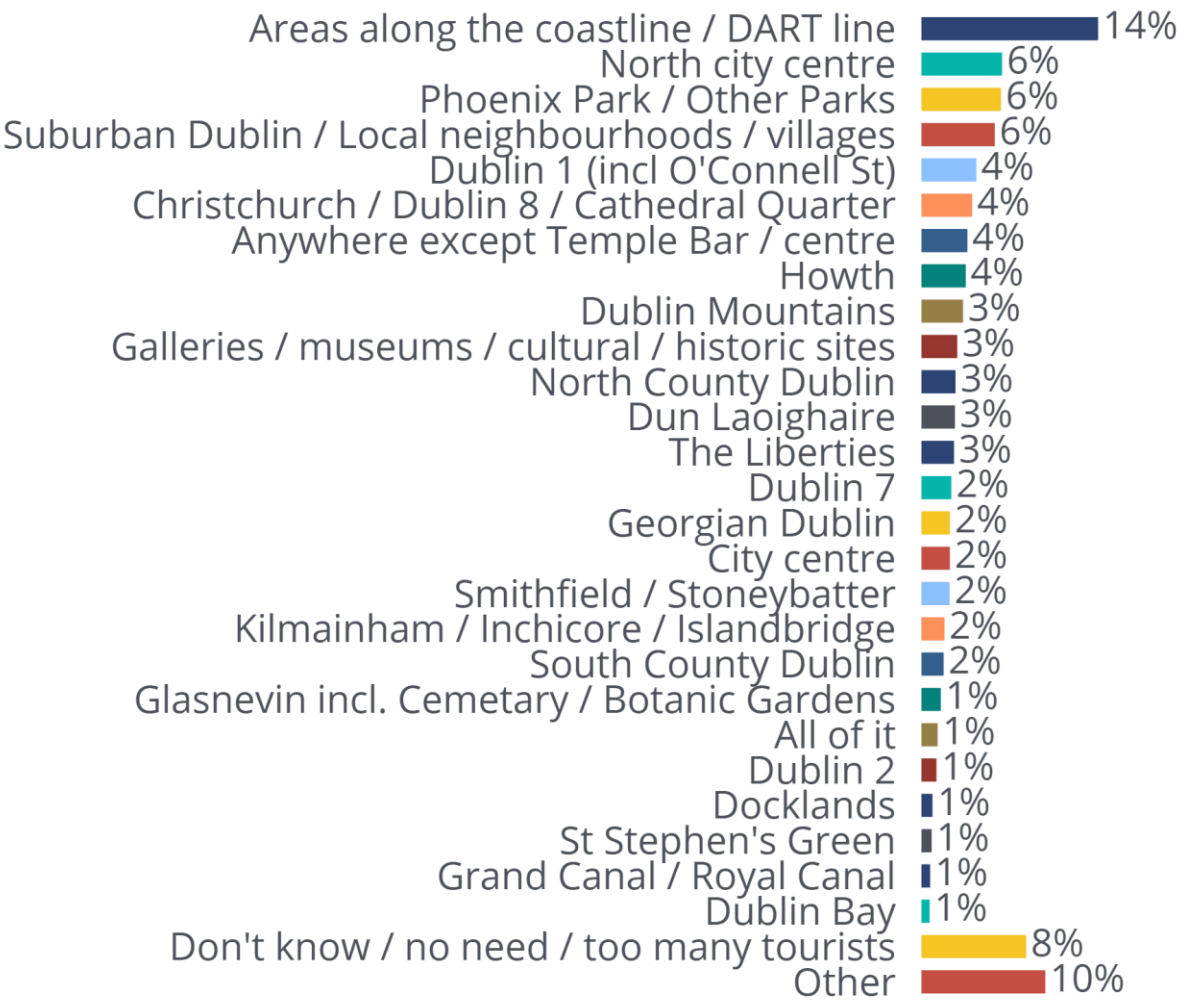 Areas along the coastline / DART line 14%
North city centre 6%
Phoenix Park / Other Parks 6%
Suburban Dublin / Local neighbourhoods / villages 6%
Dublin 1 (incl O'Connell St) 4%
Christchurch / Dublin 8 / Cathedral Quarter 4%
Anywhere except Temple Bar / centre 4%
Howth 4%
Dublin Mountains 3%
Galleries / museums / cultural / historic sites 3%
North County Dublin 3%
Dun Laoighaire 3%
The Liberties 3%
Dublin 7 2%
Georgian Dublin 2%
City centre 2%
Smithfield / Stoneybatter 2%
Kilmainham / Inchicore / Islandbridge 2%
South County Dublin 2%
Glasnevin incl. Cemetary / Botanic Gardens 1%
All of it 1%
Dublin 2 1%
Docklands 1%
St Stephen's Green 1%
Grand Canal / Royal Canal 1%
Dublin Bay 1%
Don't know / no need / too many tourists 8%
Other 10%